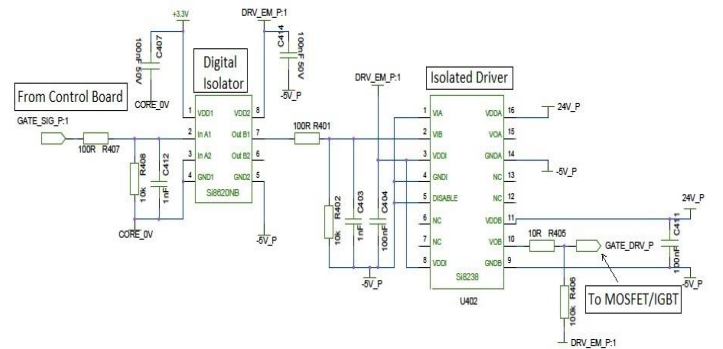 +3.3V
DRV_EM_P:1
100nF 50V
C407
100nF 50V
C414
Digital
Isolator
DRV_EM_P:1
Isolated Driver
From Control Board
CORE_0V
-5V_P
GATE_SIG_P:1
100R R407
1 VDD1 VDD2 8
2 In A1 Out B1 7
3 In A2 Out B2 6
4 GND1 GND2 5
Si8620NB
100R R401
R408
10k
C412
1nF
CORE_0V
-5V_P
R402
10k
C403
1nF
C404
100nF
-5V_P
1 VIA VDDA 16
2 VIB VOA 15
3 VDDI GNDA 14
4 GNDI NC 13
5 DISABLE NC 12
6 NC VDDB 11
7 NC VOB 10
8 VDDI GNDB 9
Si8238
U402
24V_P
-5V_P
24V_P
C411
100nF
10R R405
GATE_DRV_P
-5V_P
R406
100k
To MOSFET/IGBT
DRV_EM_P:1